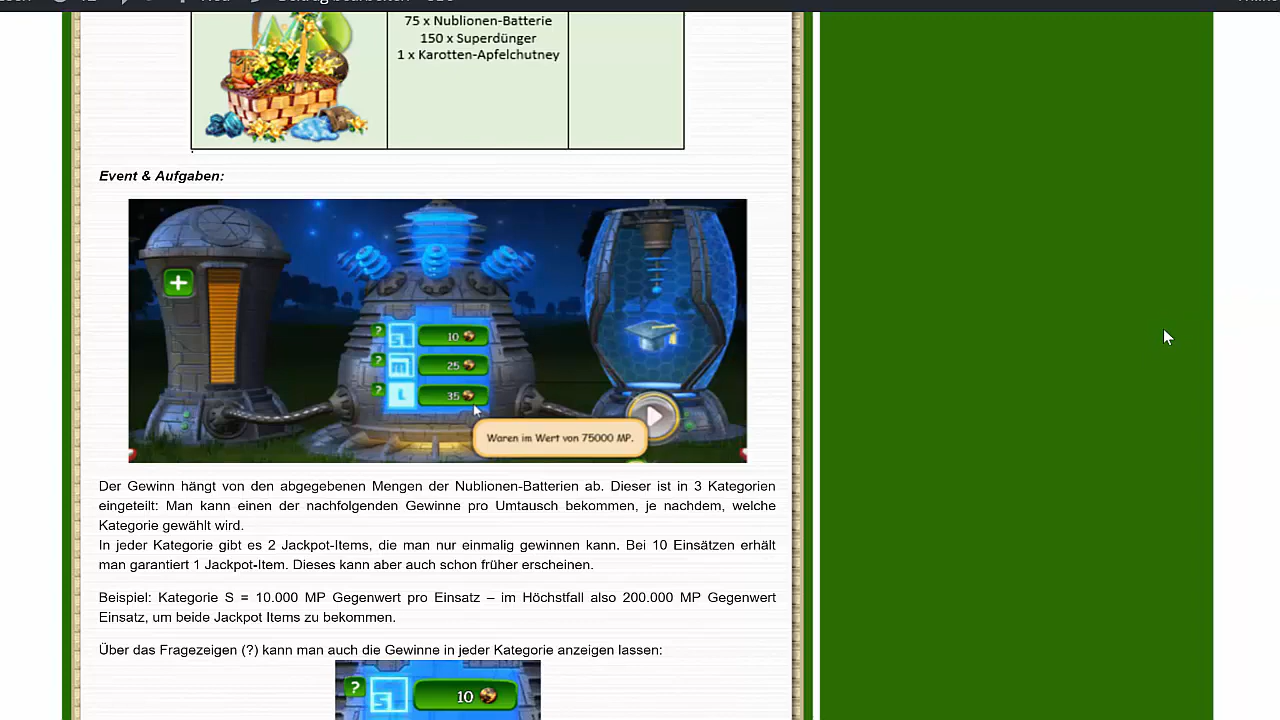 75 x Nublionen-Batterie
150 x Superdünger
1 x Karotten-Apfelchutney
Event & Aufgaben:
? S 10
? m 25
? L 35
Waren im Wert von 75000 MP.
Der Gewinn hängt von den abgegebenen Mengen der Nublionen-Batterien ab. Dieser ist in 3 Kategorien
eingeteilt: Man kann einen der nachfolgenden Gewinne pro Umtausch bekommen, je nachdem, welche
Kategorie gewählt wird.
In jeder Kategorie gibt es 2 Jackpot-Items, die man nur einmalig gewinnen kann. Bei 10 Einsätzen erhält
man garantiert 1 Jackpot-Item. Dieses kann aber auch schon früher erscheinen.
Beispiel: Kategorie S = 10.000 MP Gegenwert pro Einsatz – im Höchstfall also 200.000 MP Gegenwert
Einsatz, um beide Jackpot Items zu bekommen.
Über das Fragezeigen (?) kann man auch die Gewinne in jeder Kategorie anzeigen lassen:
? S 10